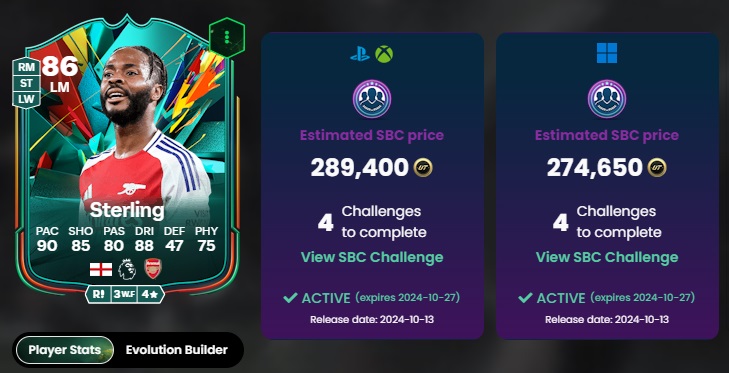 86
LM
RM
ST
LW
Sterling
PAC SHO PAS DRI DEF PHY
90 85 80 88 47 75
R! 3W.F 4★
Player Stats
Evolution Builder
Estimated SBC price
289,400 UT
4 Challenges
to complete
View SBC Challenge
ACTIVE (expires 2024-10-27)
Release date: 2024-10-13
Estimated SBC price
274,650 UT
4 Challenges
to complete
View SBC Challenge
ACTIVE (expires 2024-10-27)
Release date: 2024-10-13